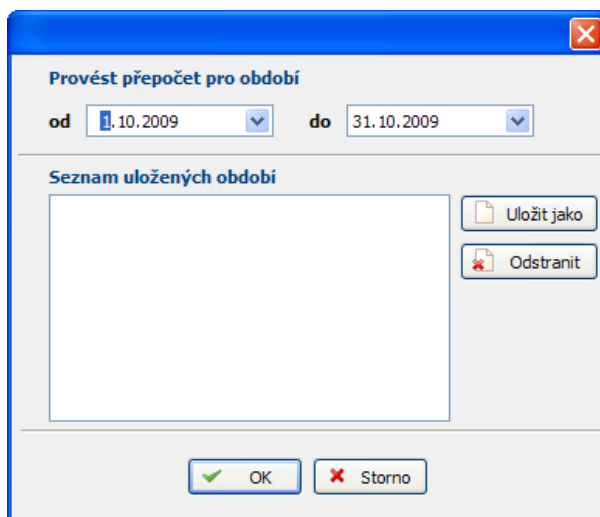 Provést přepočet pro období
od 1.10.2009 do 31.10.2009
Seznam uložených období
Uložit jako
Odstranit
OK Storno